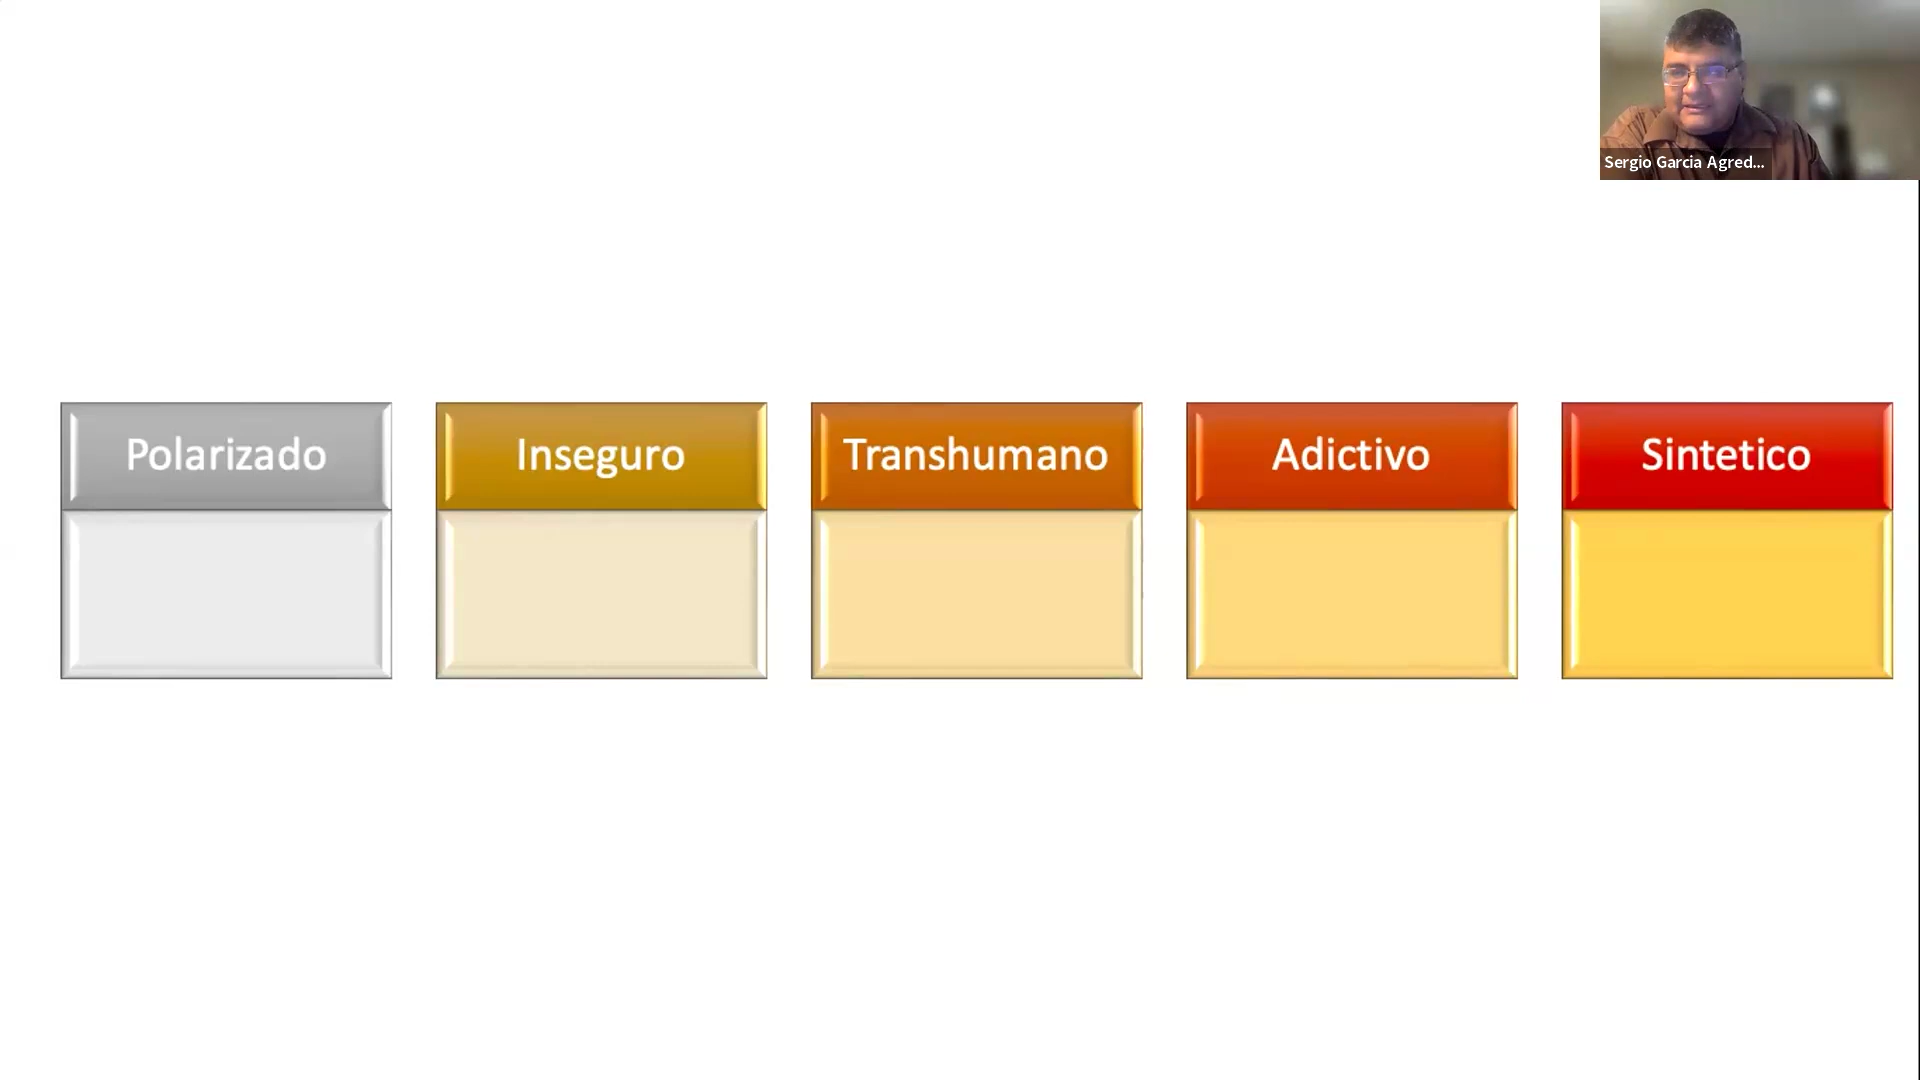 Sergio Garcia Agred...
Polarizado
Inseguro
Transhumano
Adictivo
Sintetico